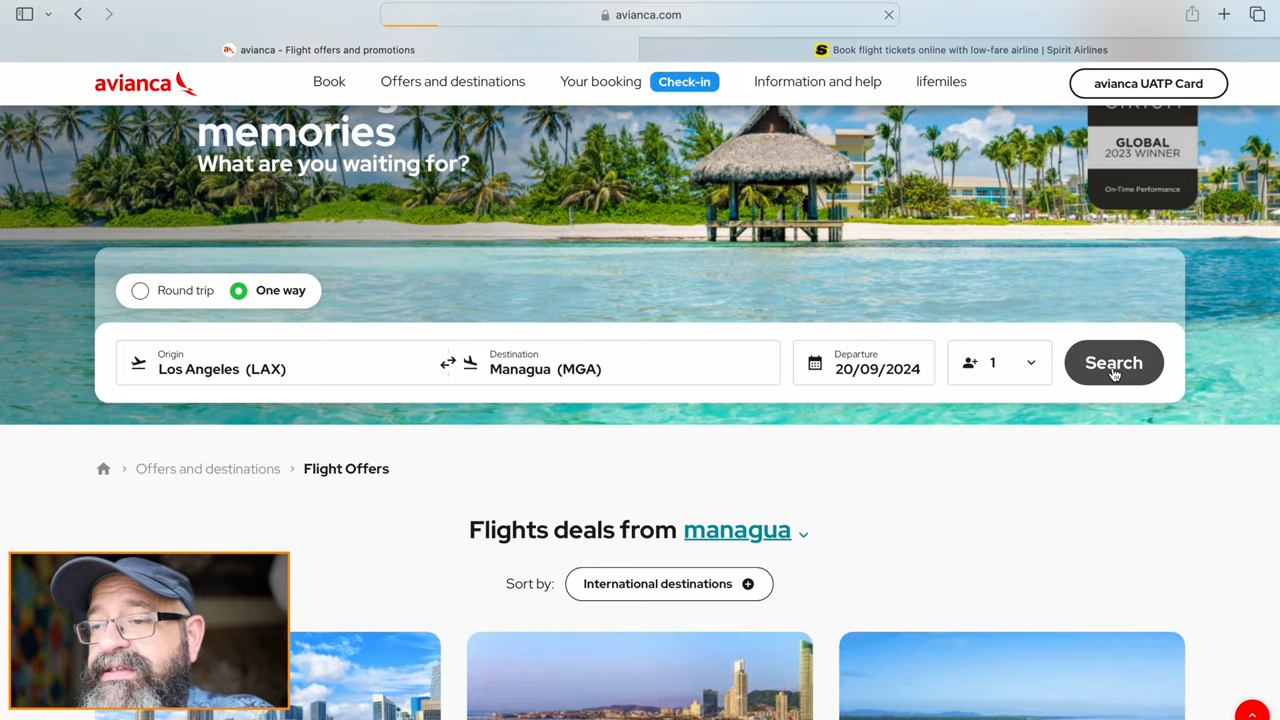 avianca.com
avianca - Flight offers and promotions
Book flight tickets online with low-fare airline | Spirit Airlines
avianca
Book
Offers and destinations
Your booking
Check-in
Information and help
lifemiles
avianca UATP Card
memories
What are you waiting for?
GLOBAL
2023 WINNER
On-Time Performance
Round trip
One way
Origin
Los Angeles (LAX)
Destination
Managua (MGA)
Departure
20/09/2024
1
Search
Offers and destinations
Flight Offers
Flights deals from managua
Sort by:
International destinations